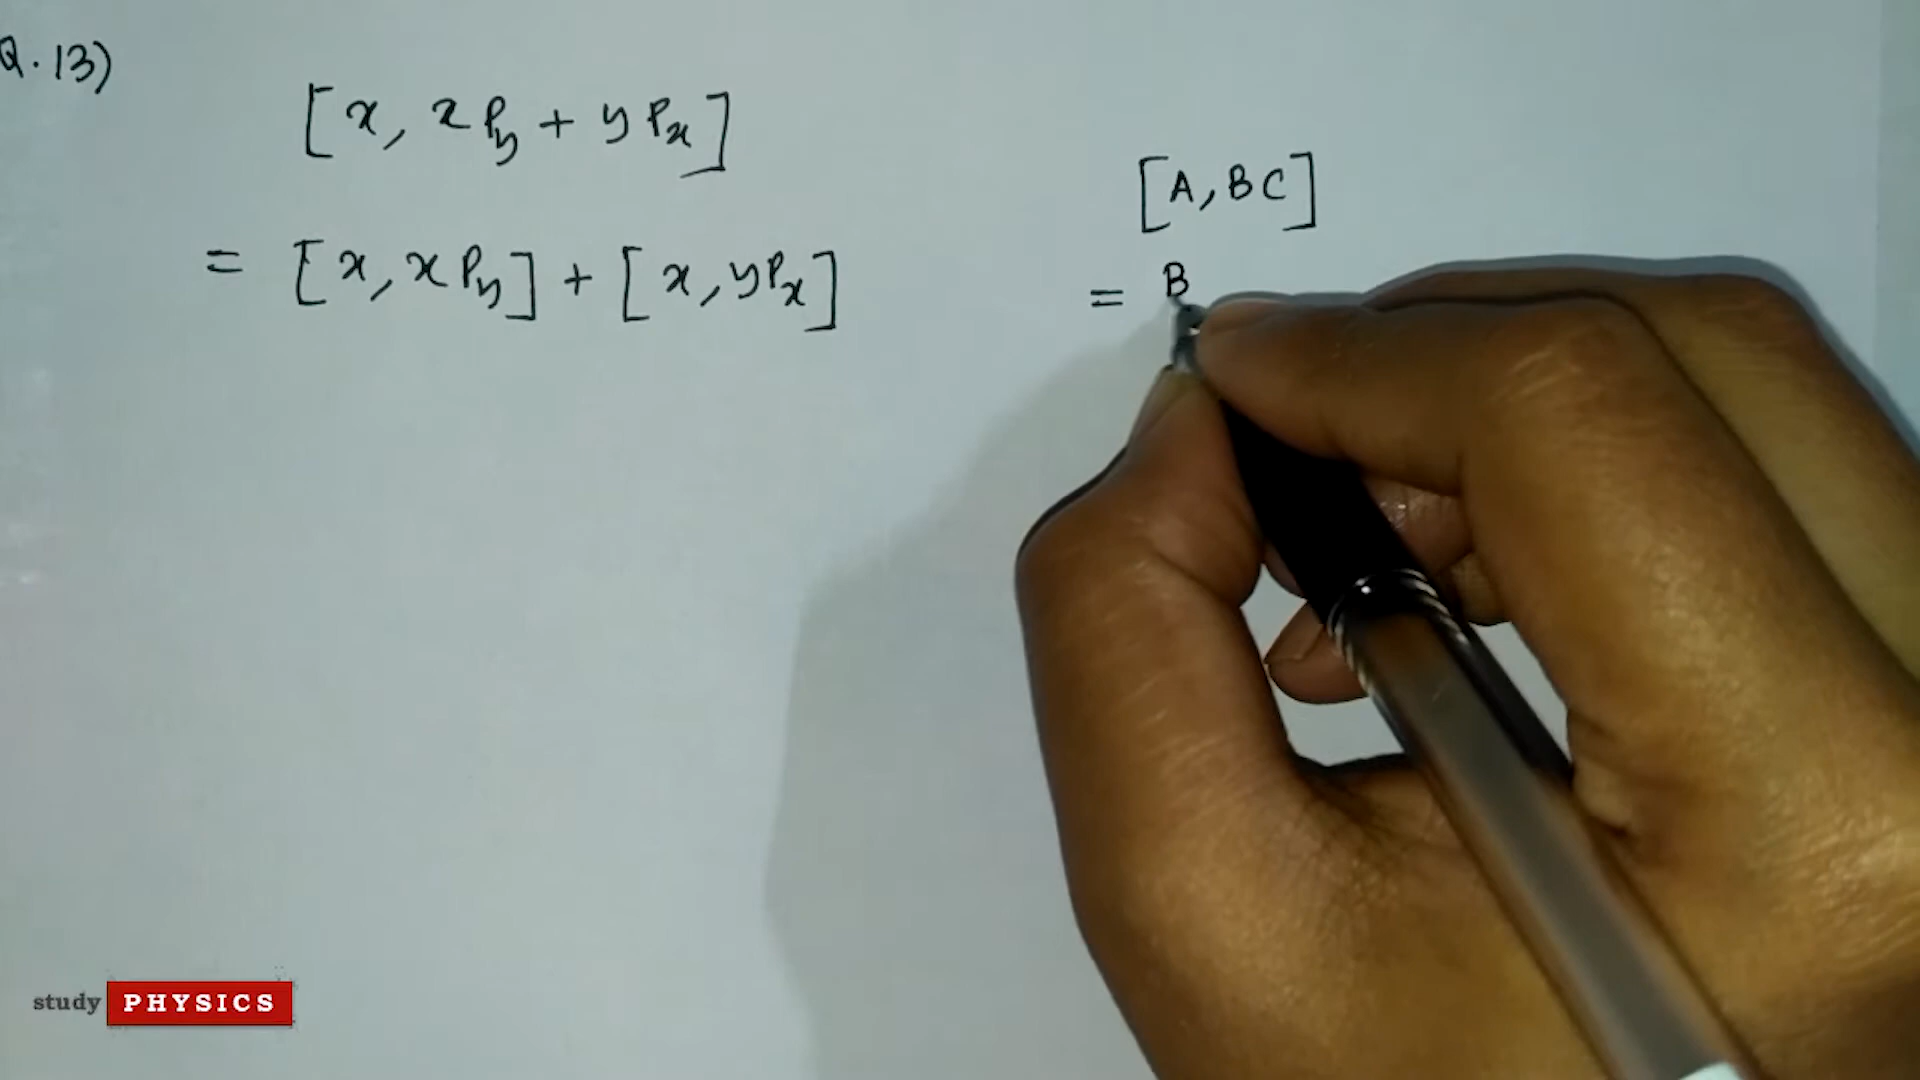 Q.13)
[x, xPy + yPx]
= [x, xPy] + [x, yPx]
[A, BC]
= B
study PHYSICS